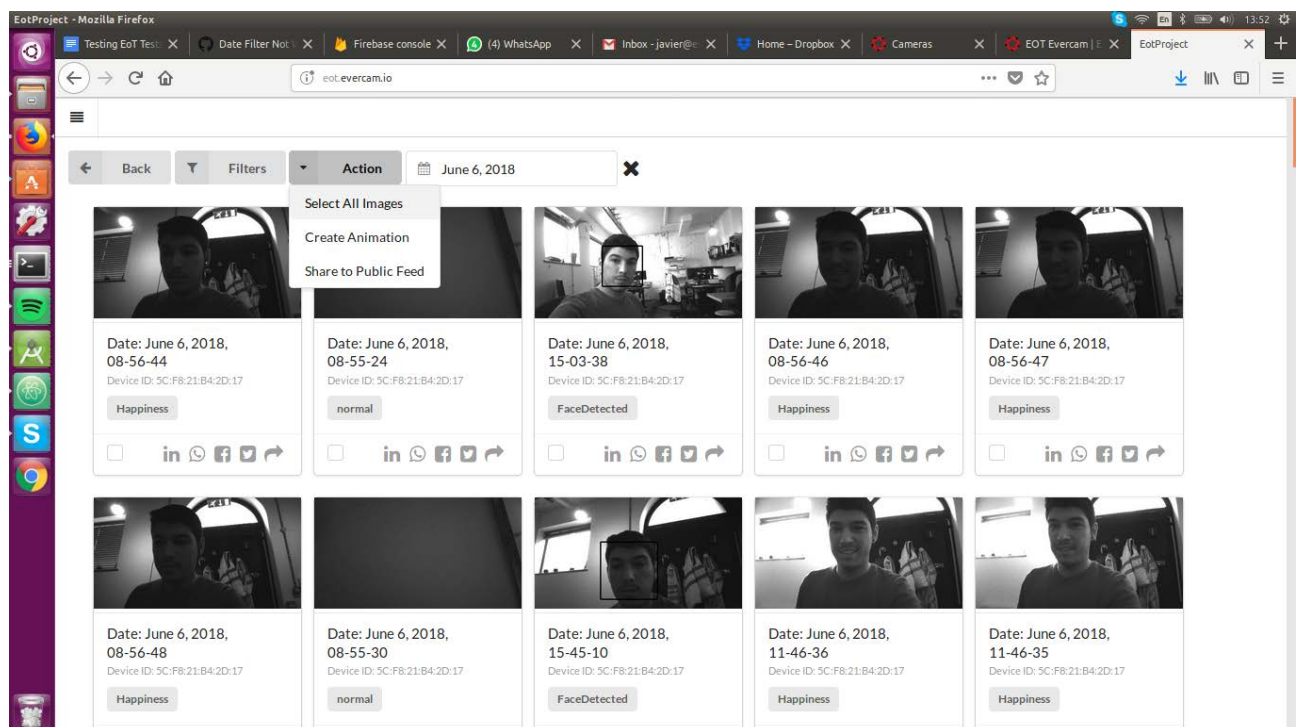 EotProject - Mozilla Firefox
En
13:52
Testing EoT Test
Date Filter Not
Firebase console
(4) WhatsApp
Inbox - javier@e
Home – Dropbox
Cameras
EOT Evercam | E
EotProject
eot.evercam.io
Back
Filters
Action
June 6, 2018
Select All Images
Create Animation
Share to Public Feed
Date: June 6, 2018,
08-56-44
Device ID: 5C:F8:21:B4:2D:17
Happiness
Date: June 6, 2018,
08-55-24
Device ID: 5C:F8:21:B4:2D:17
normal
Date: June 6, 2018,
15-03-38
Device ID: 5C:F8:21:B4:2D:17
FaceDetected
Date: June 6, 2018,
08-56-46
Device ID: 5C:F8:21:B4:2D:17
Happiness
Date: June 6, 2018,
08-56-47
Device ID: 5C:F8:21:B4:2D:17
Happiness
Date: June 6, 2018,
08-56-48
Device ID: 5C:F8:21:B4:2D:17
Happiness
Date: June 6, 2018,
08-55-30
Device ID: 5C:F8:21:B4:2D:17
normal
Date: June 6, 2018,
15-45-10
Device ID: 5C:F8:21:B4:2D:17
FaceDetected
Date: June 6, 2018,
11-46-36
Device ID: 5C:F8:21:B4:2D:17
Happiness
Date: June 6, 2018,
11-46-35
Device ID: 5C:F8:21:B4:2D:17
Happiness